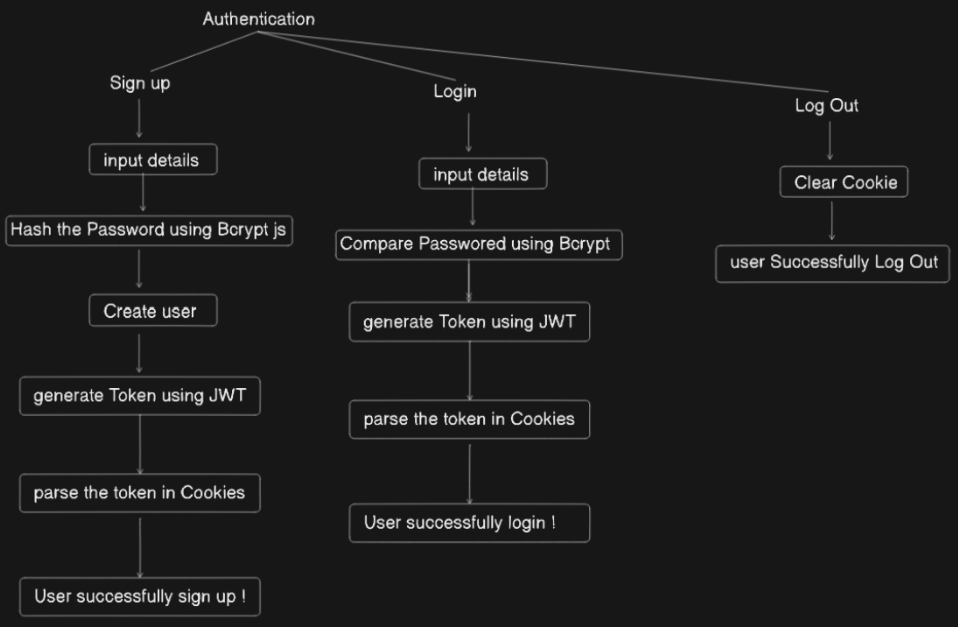 Authentication
Sign up
input details
Hash the Password using Bcrypt js
Create user
generate Token using JWT
parse the token in Cookies
User successfully sign up !
Login
input details
Compare Passwored using Bcrypt
generate Token using JWT
parse the token in Cookies
User successfully login !
Log Out
Clear Cookie
user Successfully Log Out